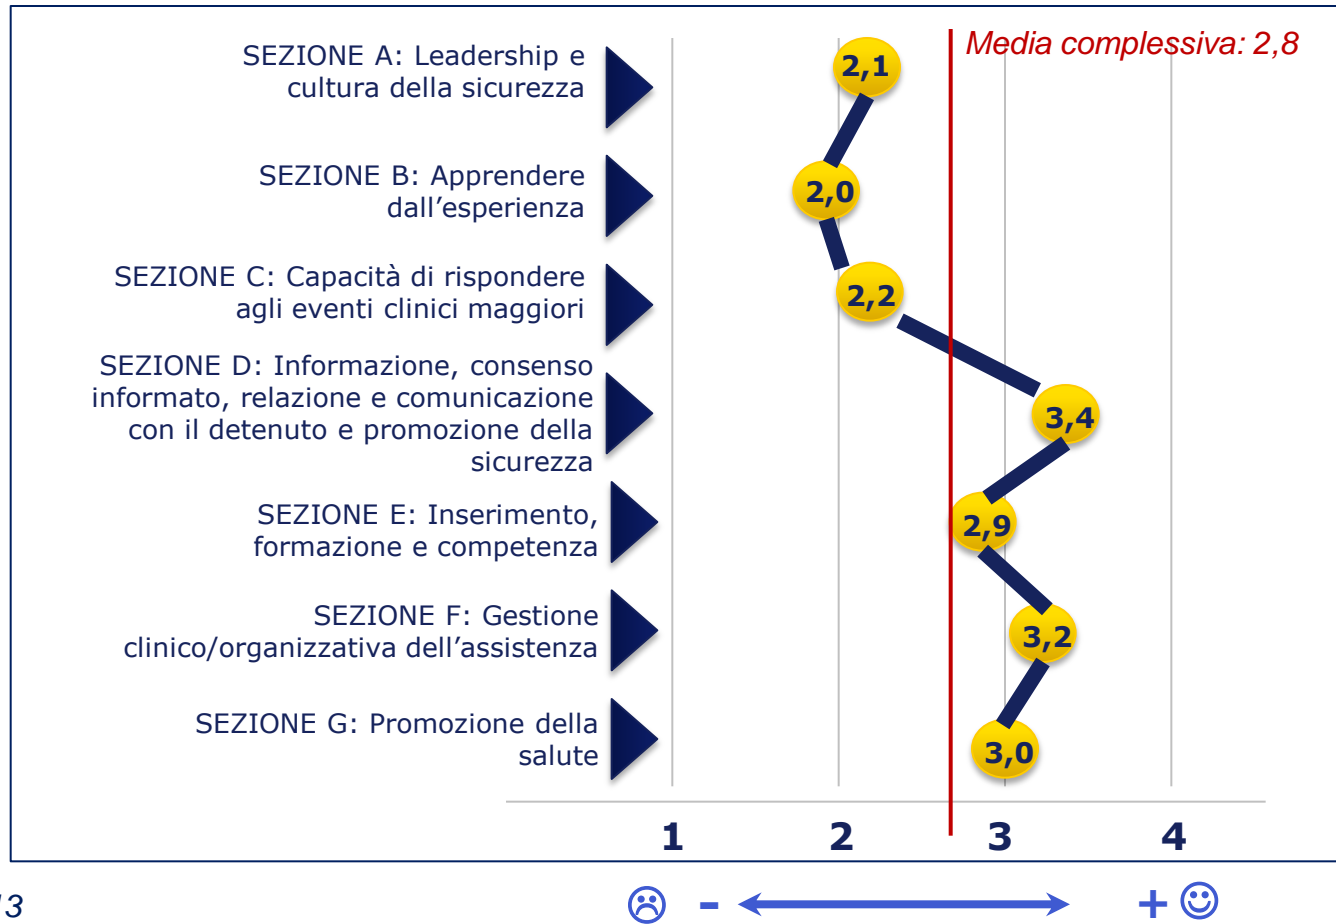 Media complessiva: 2,8
SEZIONE A: Leadership e
cultura della sicurezza
2,1
SEZIONE B: Apprendere
dall’esperienza
2,0
SEZIONE C: Capacità di rispondere
agli eventi clinici maggiori
2,2
SEZIONE D: Informazione, consenso
informato, relazione e comunicazione
con il detenuto e promozione della
sicurezza
3,4
SEZIONE E: Inserimento,
formazione e competenza
2,9
SEZIONE F: Gestione
clinico/organizzativa dell’assistenza
3,2
SEZIONE G: Promozione della
salute
3,0
1 2 3 4
- +